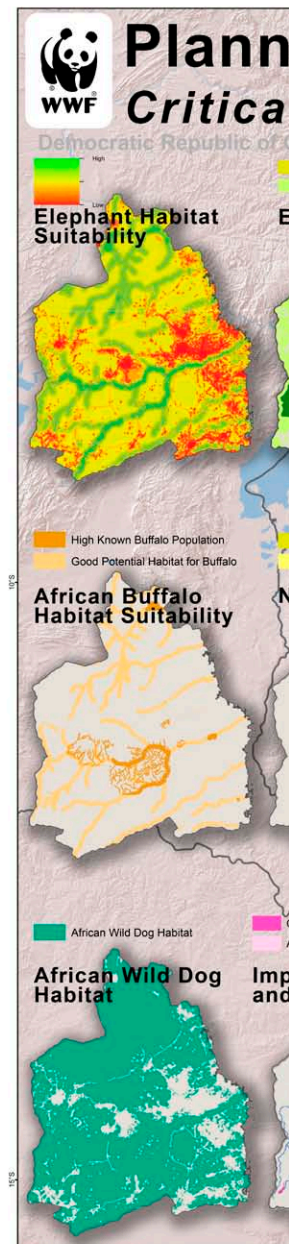 WWF
Plann
Critica
Democratic Republic of
High
Low
Elephant Habitat
Suitability
E
High Known Buffalo Population
Good Potential Habitat for Buffalo
10°S
African Buffalo
Habitat Suitability
N
African Wild Dog Habitat
African Wild Dog
Habitat
Imp
and
15°S